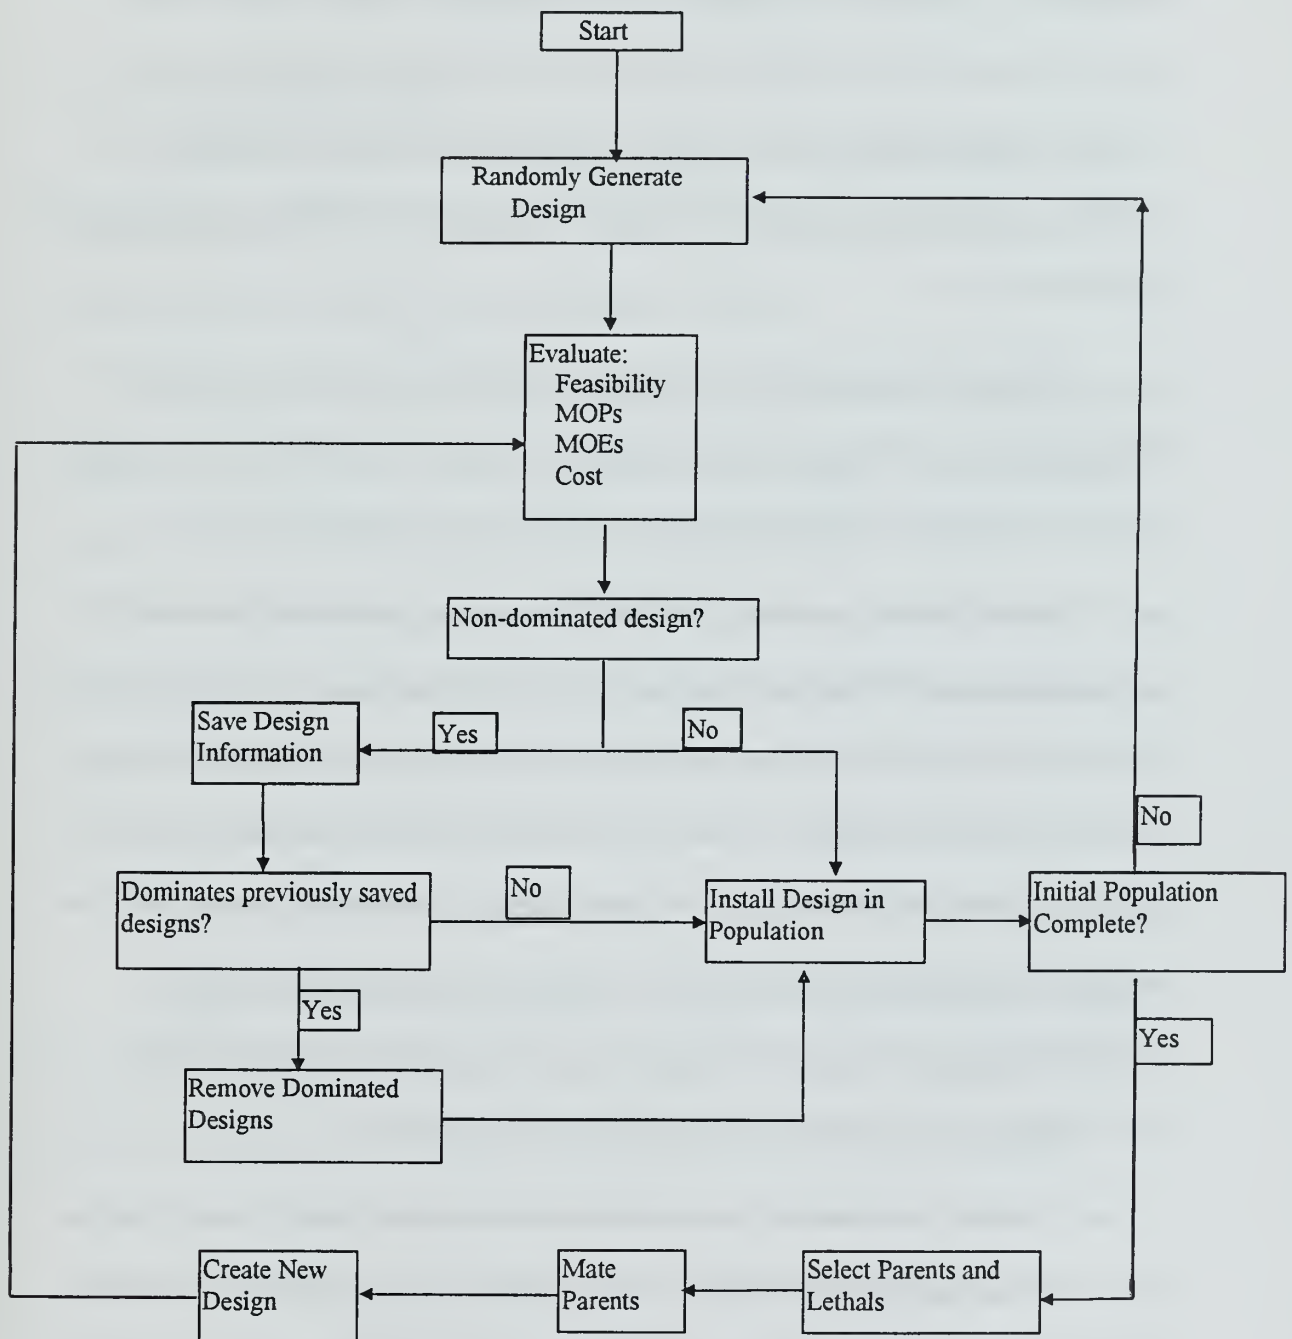 Start
Randomly Generate
Design
Evaluate:
Feasibility
MOPs
MOEs
Cost
Non-dominated design?
Save Design
Information
Yes
No
No
Dominates previously saved
designs?
No
Install Design in
Population
Initial Population
Complete?
Yes
Yes
Remove Dominated
Designs
Create New
Design
Mate
Parents
Select Parents and
Lethals